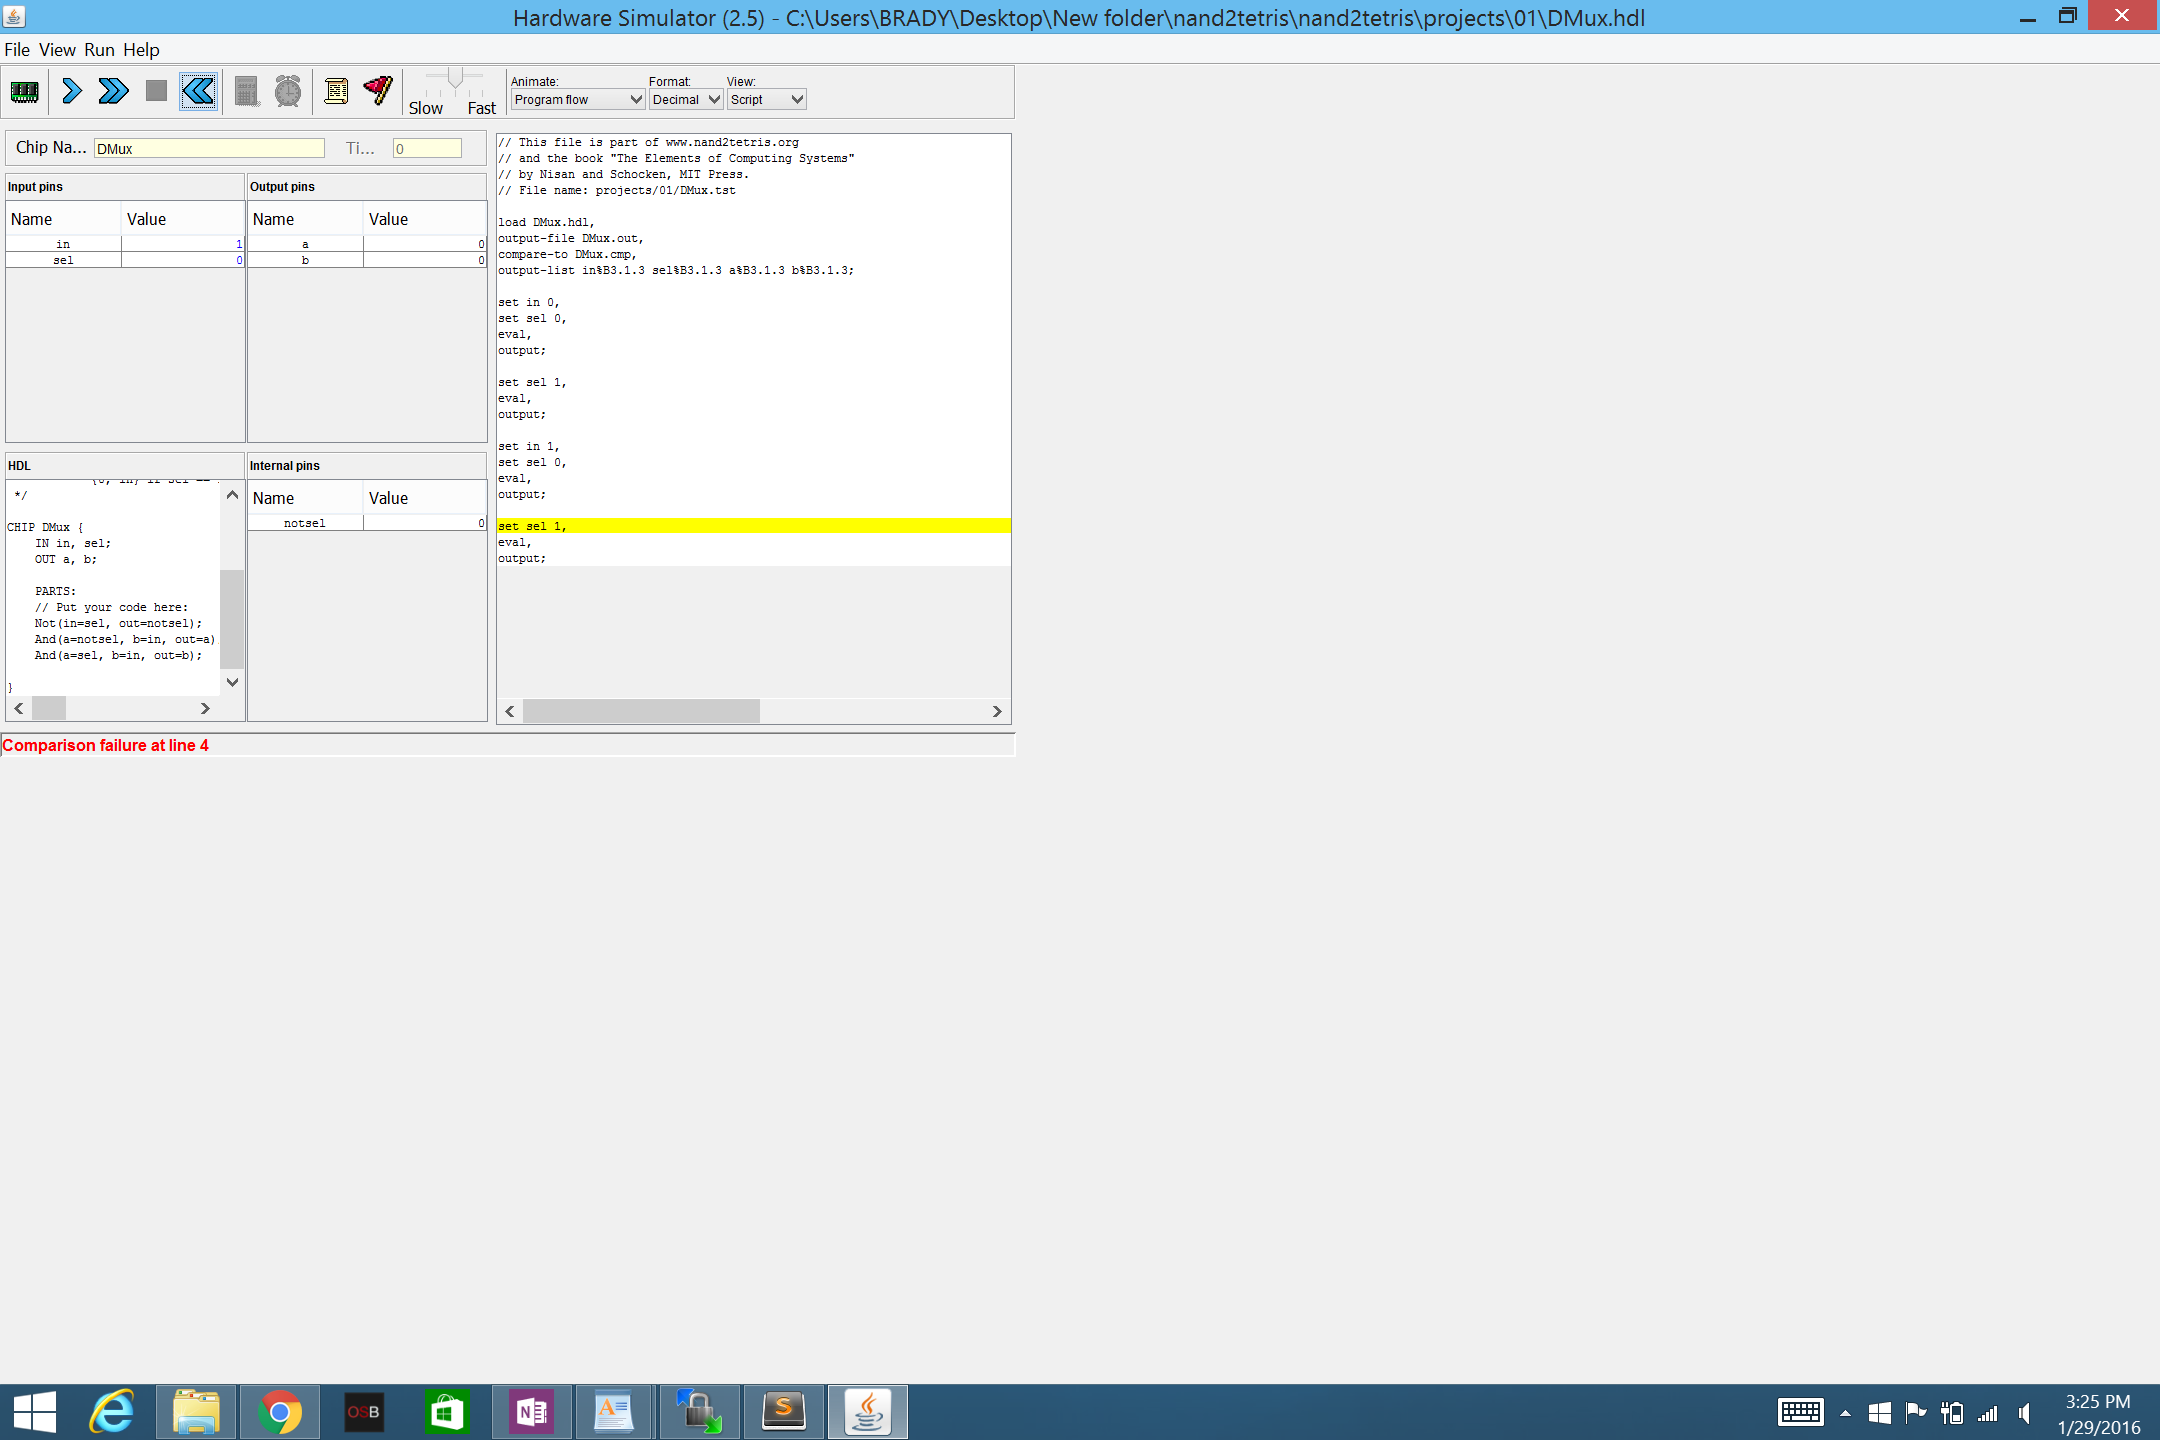 Hardware Simulator (2.5) - C:\Users\BRADY\Desktop\New folder\nand2tetris\nand2tetris\projects\01\DMux.hdl
File View Run Help
Slow Fast
Animate: Format: View:
Program flow Decimal Script
Chip Na... DMux Ti... 0
Input pins
Name Value
in 1
sel 0
Output pins
Name Value
a 0
b 0
HDL
*/
CHIP DMux {
IN in, sel;
OUT a, b;
PARTS:
// Put your code here:
Not(in=sel, out=notsel);
And(a=notsel, b=in, out=a)
And(a=sel, b=in, out=b);
}
Internal pins
Name Value
notsel 0
// This file is part of www.nand2tetris.org
// and the book "The Elements of Computing Systems"
// by Nisan and Schocken, MIT Press.
// File name: projects/01/DMux.tst
load DMux.hdl,
output-file DMux.out,
compare-to DMux.cmp,
output-list in%B3.1.3 sel%B3.1.3 a%B3.1.3 b%B3.1.3;
set in 0,
set sel 0,
eval,
output;
set sel 1,
eval,
output;
set in 1,
set sel 0,
eval,
output;
set sel 1,
eval,
output;
Comparison failure at line 4
OSB
N
A
S
3:25 PM
1/29/2016